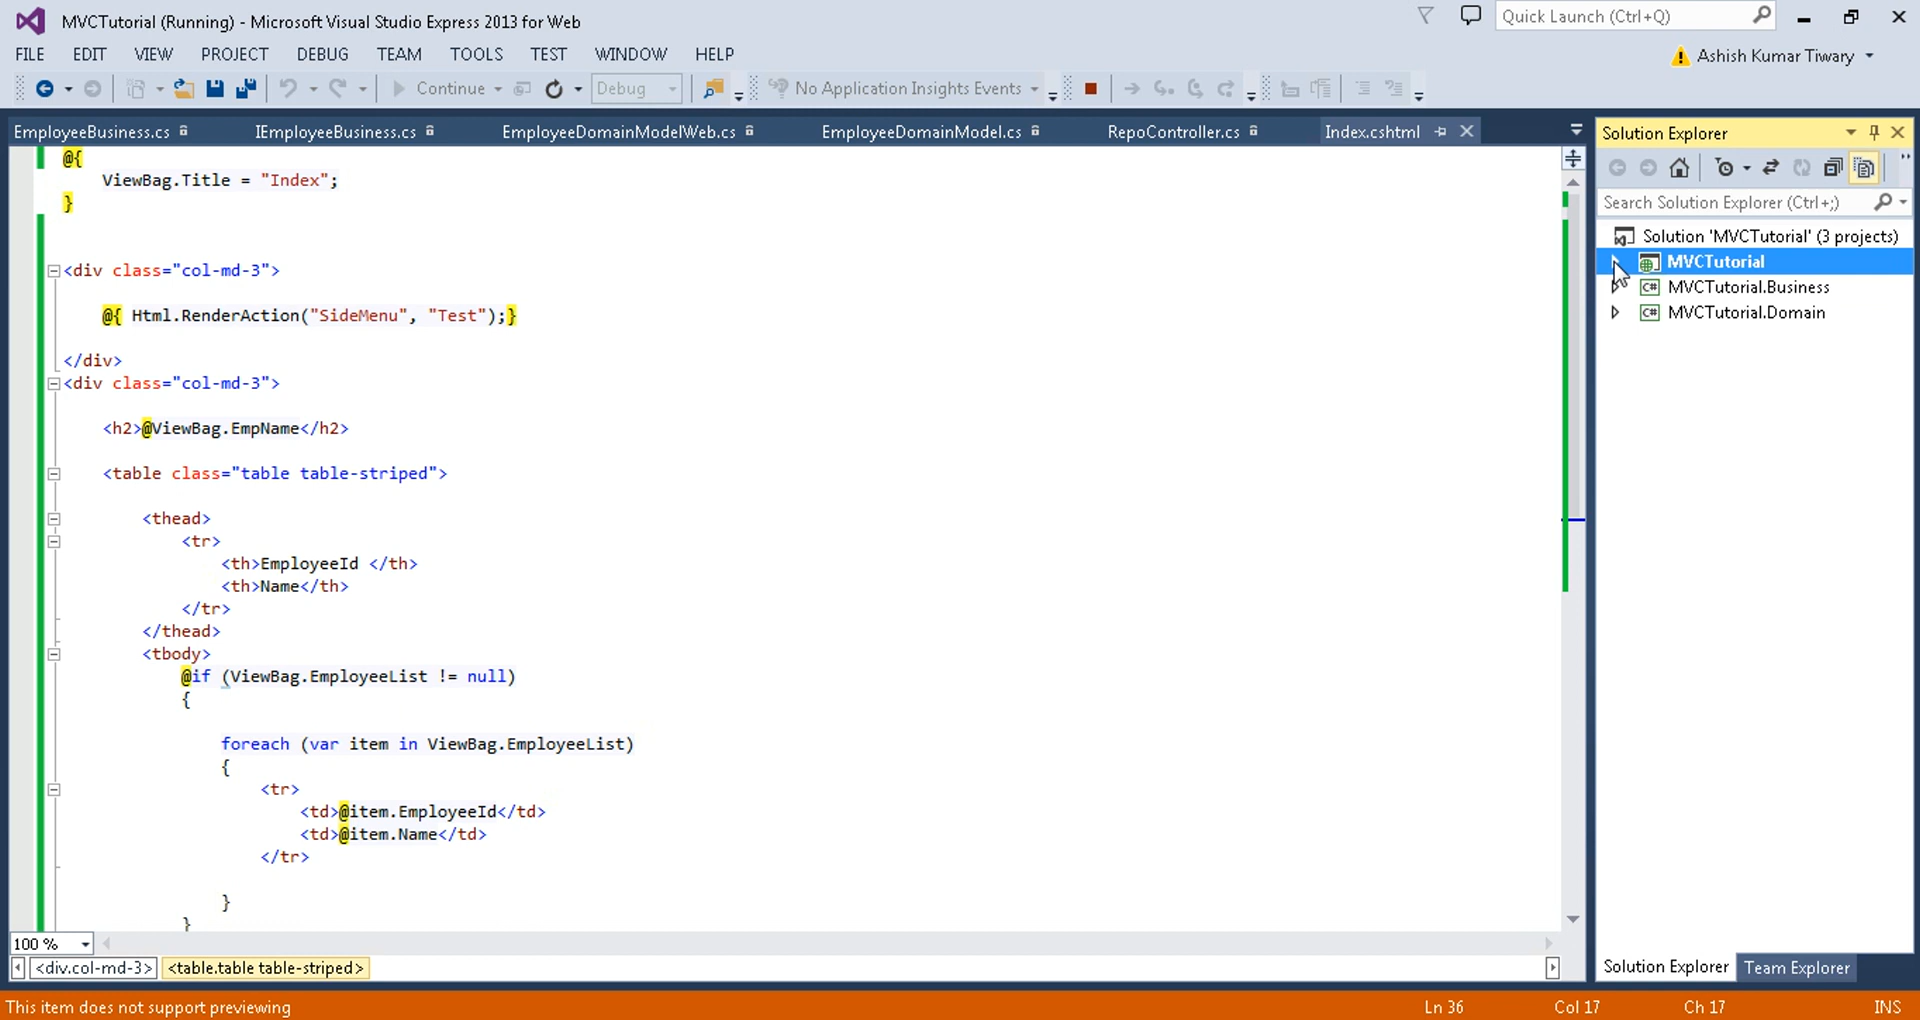 MVCTutorial (Running) - Microsoft Visual Studio Express 2013 for Web
Quick Launch (Ctrl+Q)
FILE EDIT VIEW PROJECT DEBUG TEAM TOOLS TEST WINDOW HELP
Ashish Kumar Tiwary
Continue Debug No Application Insights Events
EmployeeBusiness.cs IEmployeeBusiness.cs EmployeeDomainModelWeb.cs EmployeeDomainModel.cs RepoController.cs Index.cshtml
@{
ViewBag.Title = "Index";
}
<div class="col-md-3">
@{ Html.RenderAction("SideMenu", "Test");}
</div>
<div class="col-md-3">
<h2>@ViewBag.EmpName</h2>
<table class="table table-striped">
<thead>
<tr>
<th>EmployeeId </th>
<th>Name</th>
</tr>
</thead>
<tbody>
@if (ViewBag.EmployeeList != null)
{
foreach (var item in ViewBag.EmployeeList)
{
<tr>
<td>@item.EmployeeId</td>
<td>@item.Name</td>
</tr>
}
}
100 %
<div.col-md-3> <table.table table-striped>
Solution Explorer
Search Solution Explorer (Ctrl+;)
Solution 'MVCTutorial' (3 projects)
MVCTutorial
C# MVCTutorial.Business
C# MVCTutorial.Domain
Solution Explorer Team Explorer
This item does not support previewing
Ln 36 Col 17 Ch 17 INS